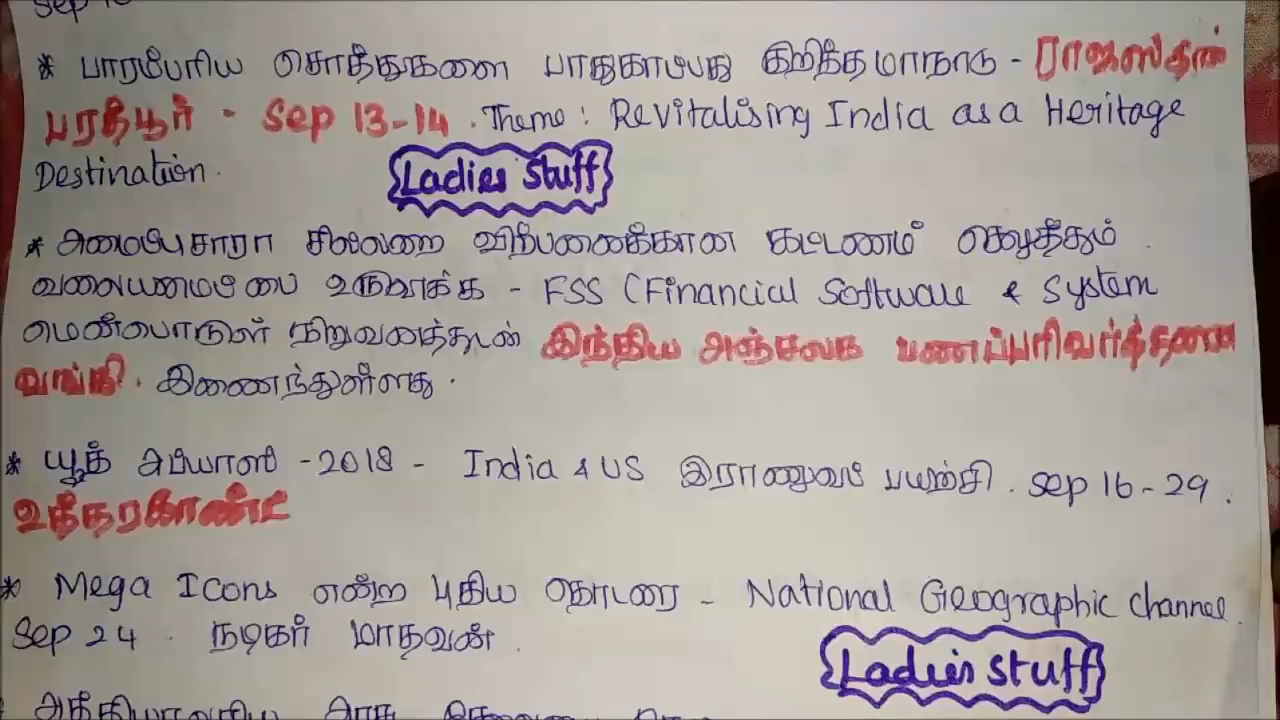 * பாரம்பரிய சொத்துகளை பாதுகாப்பது குறித்த மாநாடு - ராஜஸ்தான்
பரத்பூர் - Sep 13-14. Theme: Revitalising India as a Heritage
Destination.
Ladies Stuff
* அமைப்புசாரா சில்லறை விற்பனைக்கான கட்டணம் செலுத்தும்
வலையமைப்பை உருவாக்க - FSS (Financial Software & System
மென்பொருள் நிறுவனத்துடன் இந்திய அஞ்சலக பணப்பரிவர்த்தனை
வங்கி. இணைந்துள்ளது.
* யூத் அப்யாஸ் -2018 - India & US இராணுவப் பயிற்சி. Sep 16-29.
உத்தரகாண்ட்
* Mega Icons என்ற புதிய தொடரை - National Geographic Channel.
Sep 24. நடிகர் மாதவன்.
Ladies Stuff